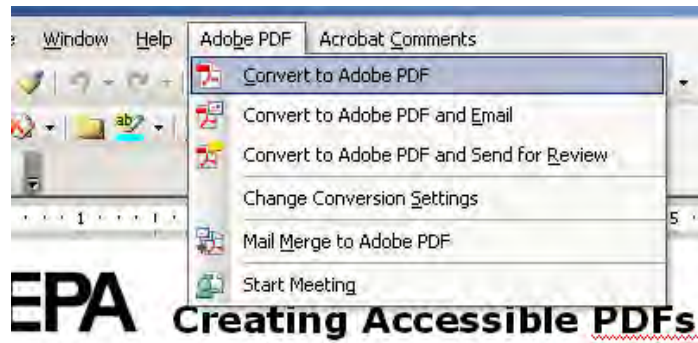 Window Help Adobe PDF Acrobat Comments
Convert to Adobe PDF
Convert to Adobe PDF and Email
Convert to Adobe PDF and Send for Review
Change Conversion Settings
1 5
Mail Merge to Adobe PDF
Start Meeting
EPA Creating Accessible PDFs